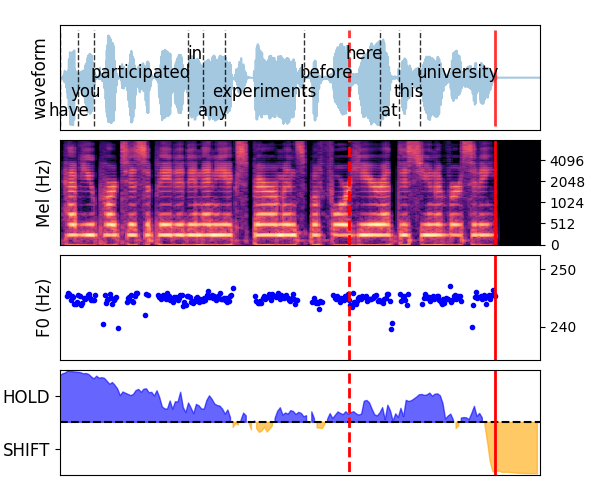 waveform
in
here
participated
before
university
you
experiments
this
have
any
at
Mel (Hz)
4096
2048
1024
512
0
F0 (Hz)
250
240
HOLD
SHIFT